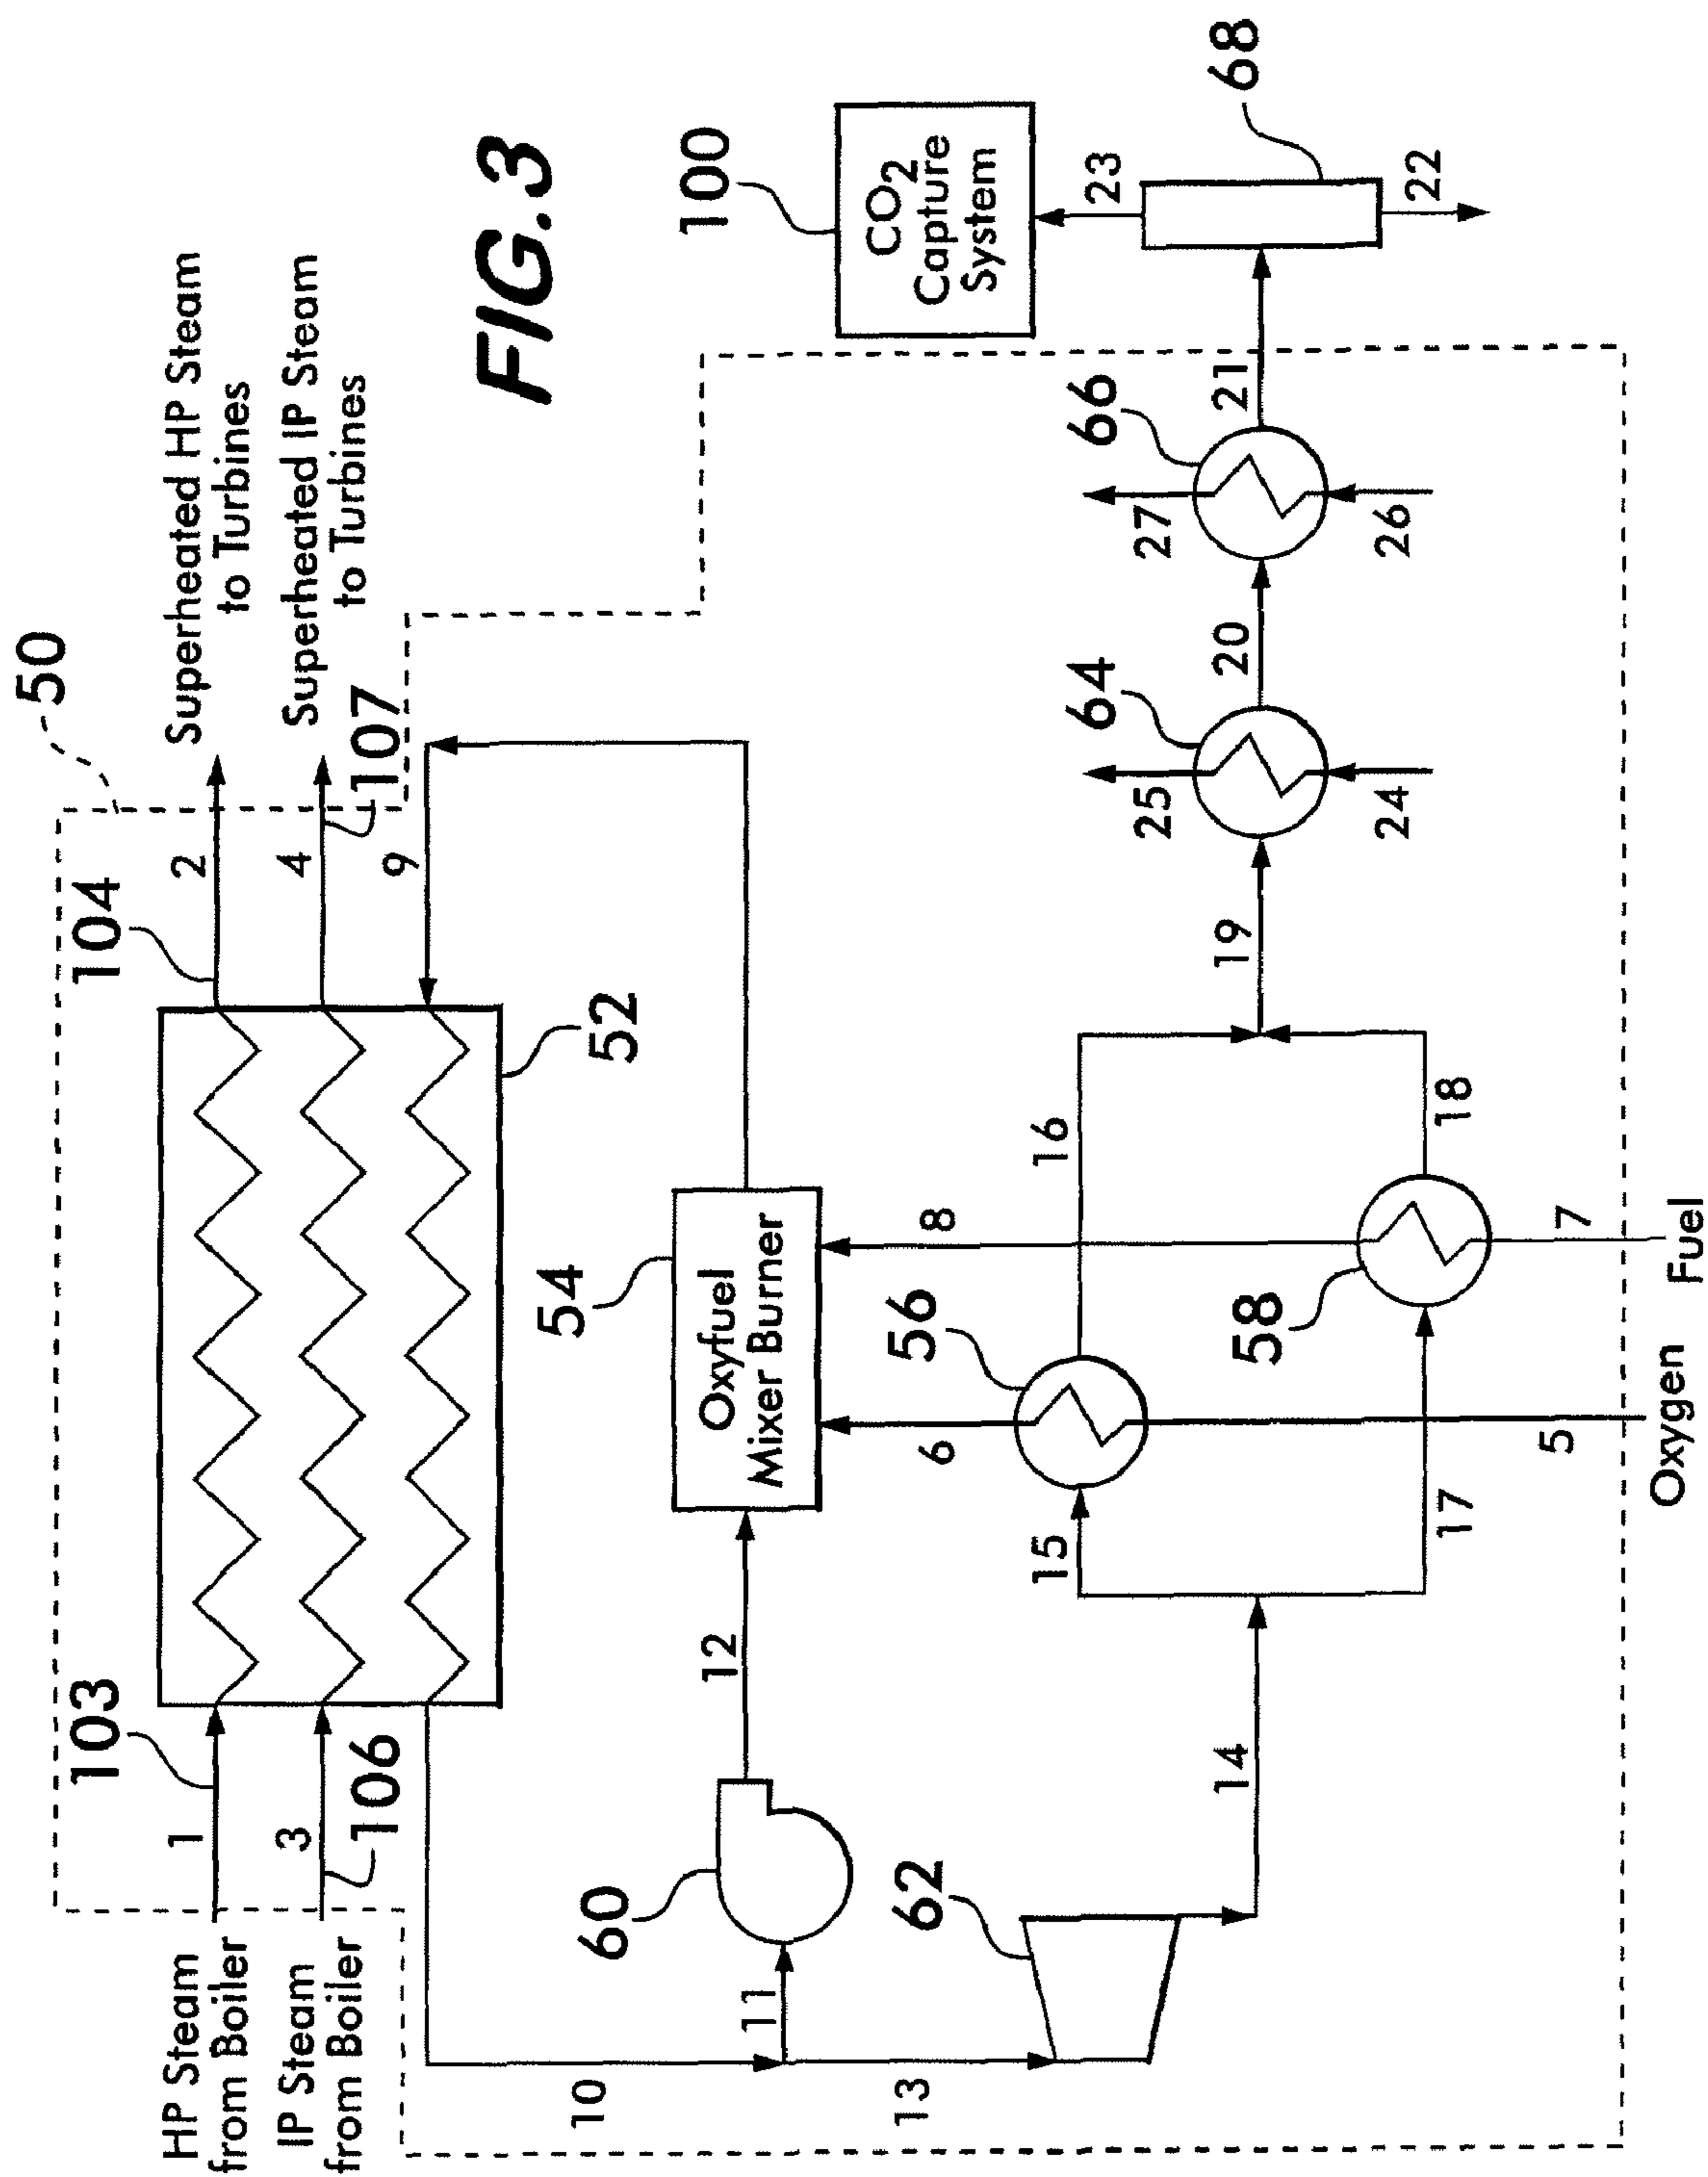 FIG.3
50
HP Steam
from Boiler
1
103
104
2
Superheated HP Steam
to Turbines
IP Steam
from Boiler
3
106
4
107
Superheated IP Steam
to Turbines
9
52
10
54
Oxyfuel
Mixer Burner
12
60
11
13
62
14
6
8
56
15
16
58
17
18
5
7
Oxygen
Fuel
19
64
25
24
20
66
27
26
21
100
CO2
Capture
System
23
68
22